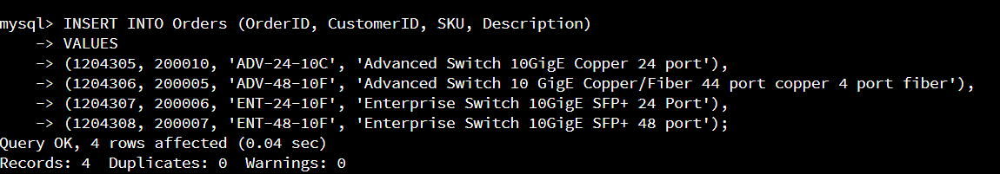 mysql> INSERT INTO Orders (OrderID, CustomerID, SKU, Description)
    -> VALUES
    -> (1204305, 200010, 'ADV-24-10C', 'Advanced Switch 10GigE Copper 24 port'),
    -> (1204306, 200005, 'ADV-48-10F', 'Advanced Switch 10 GigE Copper/Fiber 44 port copper 4 port fiber'),
    -> (1204307, 200006, 'ENT-24-10F', 'Enterprise Switch 10GigE SFP+ 24 Port'),
    -> (1204308, 200007, 'ENT-48-10F', 'Enterprise Switch 10GigE SFP+ 48 port');
Query OK, 4 rows affected (0.04 sec)
Records: 4  Duplicates: 0  Warnings: 0